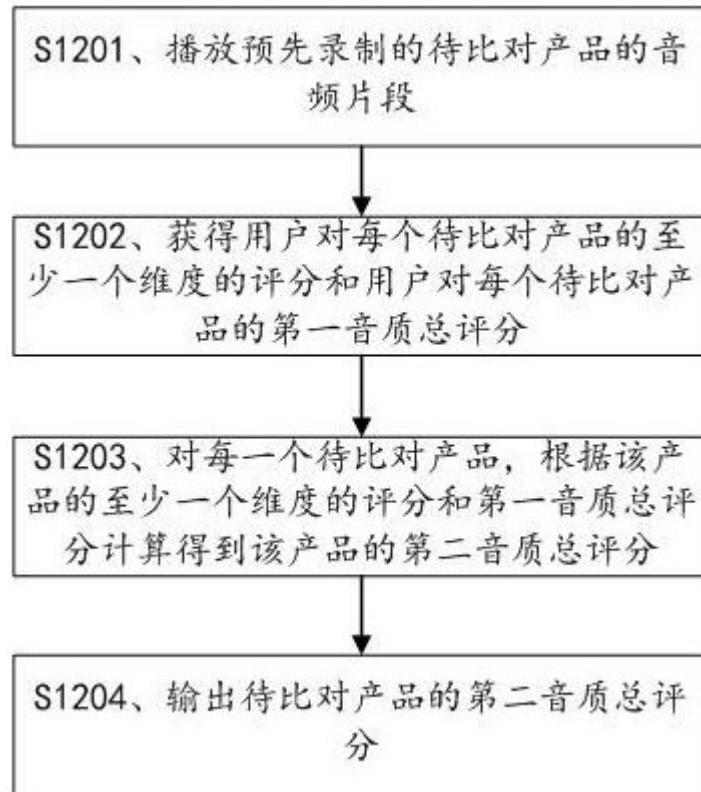 S1201、播放预先录制的待比对产品的音
频片段
S1202、获得用户对每个待比对产品的至
少一个维度的评分和用户对每个待比对产
品的第一音质总评分
S1203、对每一个待比对产品，根据该产
品的至少一个维度的评分和第一音质总评
分计算得到该产品的第二音质总评分
S1204、输出待比对产品的第二音质总评
分